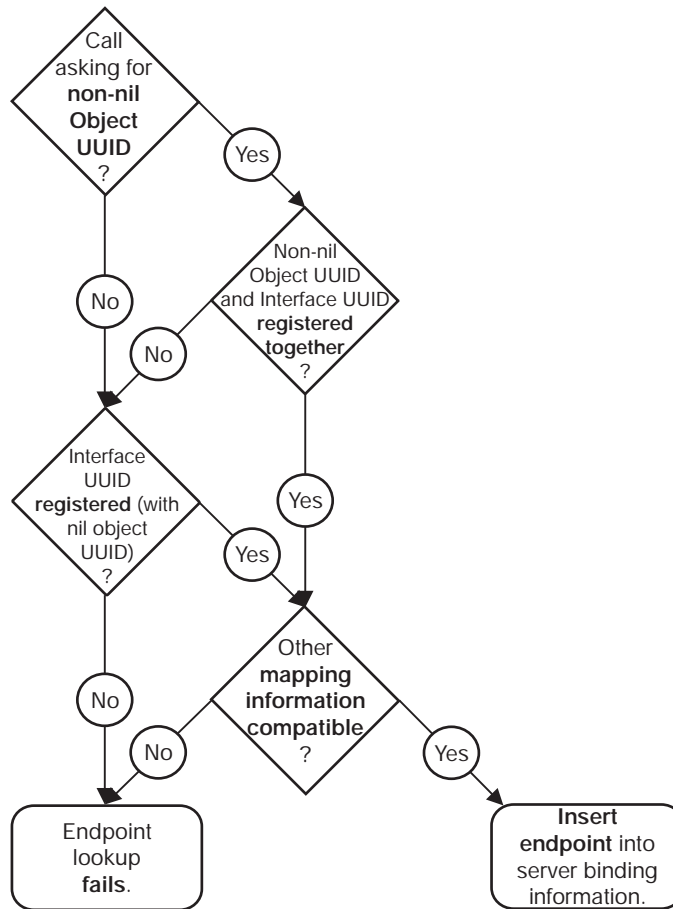 Call
asking for
non-nil
Object
UUID
?
Yes
Non-nil
Object UUID
and Interface UUID
registered
together
?
No
No
Interface
UUID
registered (with
nil object
UUID)
?
Yes
Yes
Other
mapping
information
compatible
?
No
No
Yes
Endpoint
lookup
fails.
Insert
endpoint into
server binding
information.